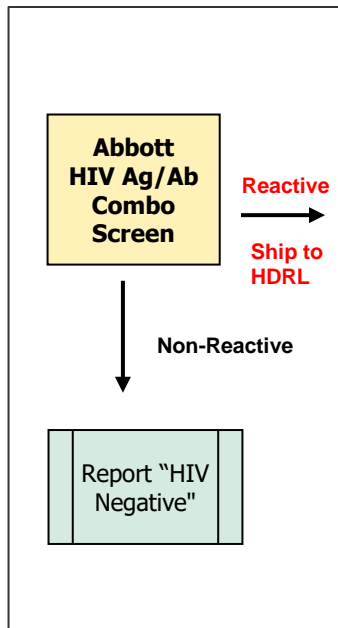 Abbott
HIV Ag/Ab
Combo
Screen
Reactive
Ship to
HDRL
Non-Reactive
Report “HIV
Negative"